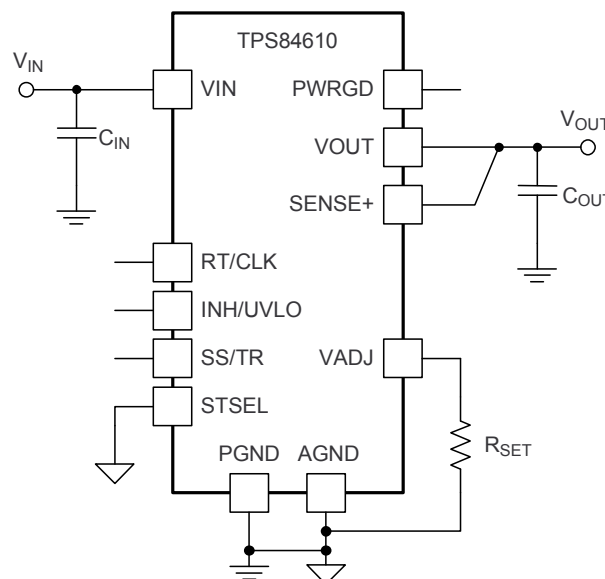 TPS84610
VIN
VIN
PWRGD
CIN
VOUT
VOUT
SENSE+
COUT
RT/CLK
INH/UVLO
SS/TR
VADJ
STSEL
RSET
PGND
AGND